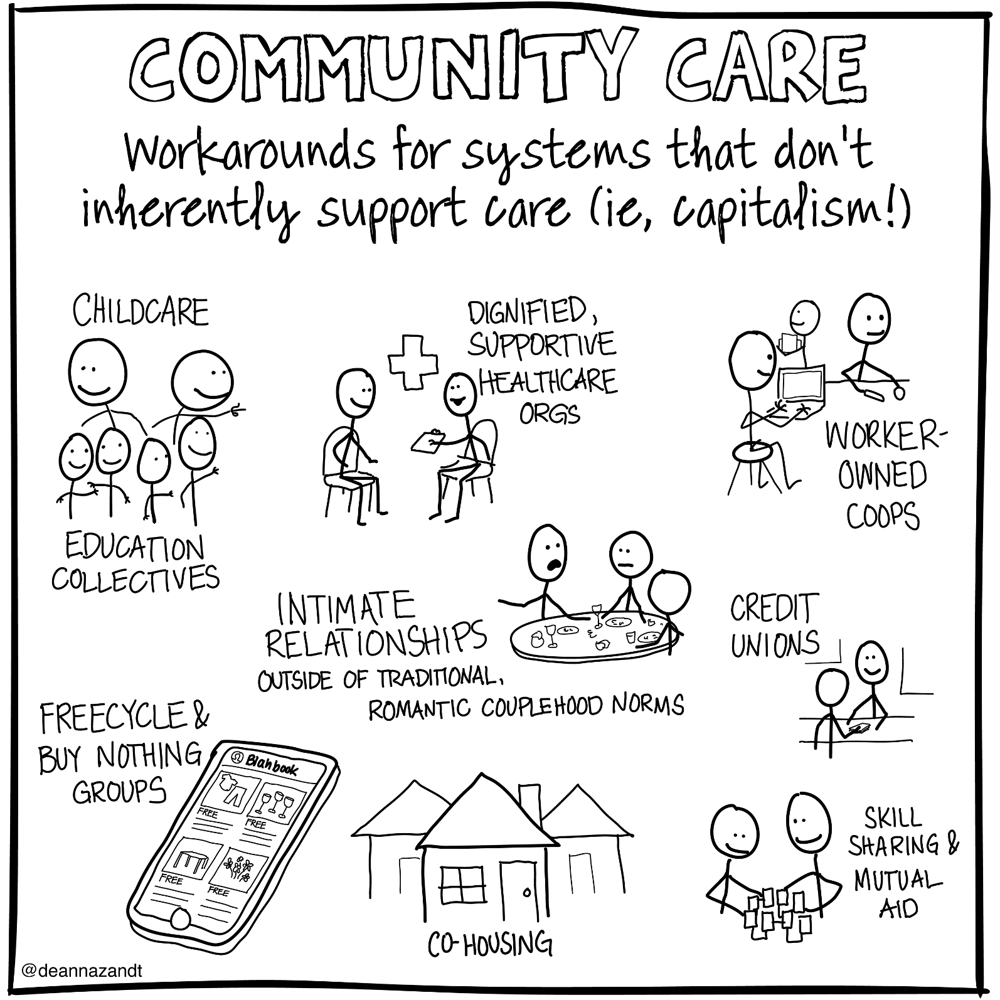 COMMUNITY CARE
Workarounds for systems that don't
inherently support care (ie, capitalism!)
CHILDCARE
EDUCATION
COLLECTIVES
DIGNIFIED,
SUPPORTIVE
HEALTHCARE
ORGS
WORKER-
OWNED
COOPS
INTIMATE
RELATIONSHIPS
OUTSIDE OF TRADITIONAL,
ROMANTIC COUPLEHOOD NORMS
CREDIT
UNIONS
FREECYCLE &
BUY NOTHING
GROUPS
Blahbook
FREE
FREE
FREE
FREE
CO-HOUSING
SKILL
SHARING &
MUTUAL
AID
@deannazandt